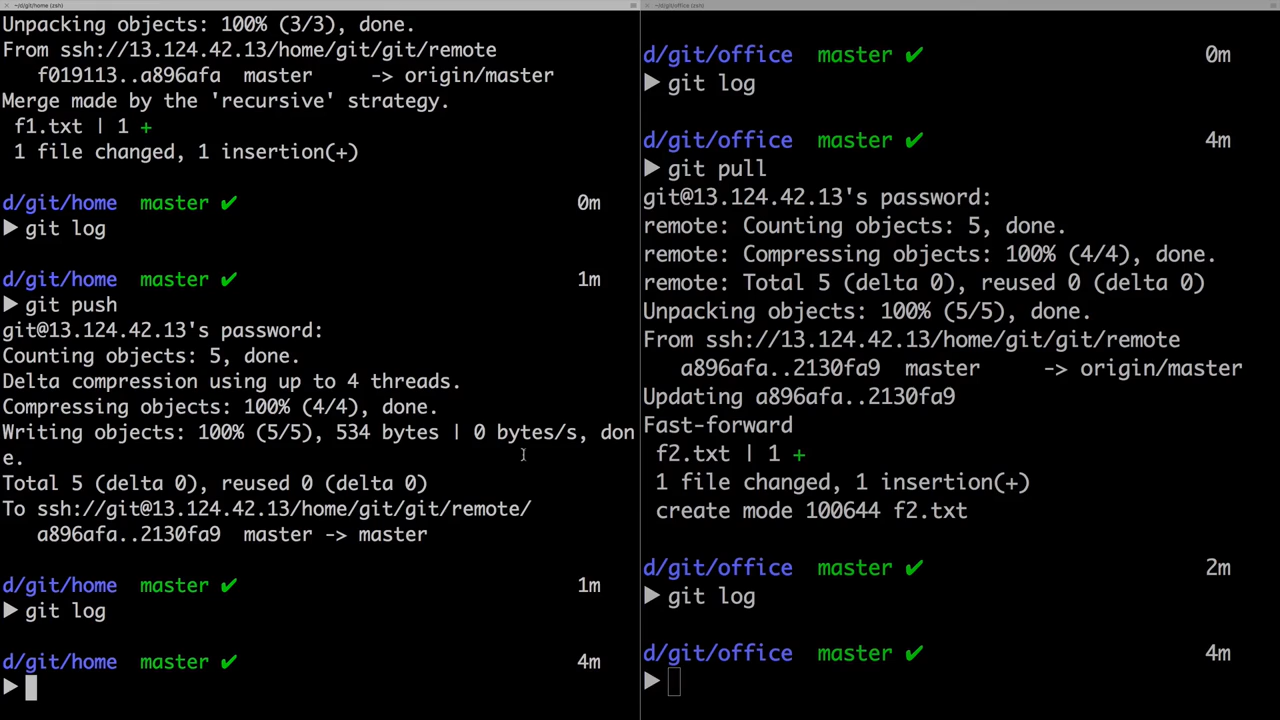 ~/d/git/home (zsh)
Unpacking objects: 100% (3/3), done.
From ssh://13.124.42.13/home/git/git/remote
f019113..a896afa  master     -> origin/master
Merge made by the 'recursive' strategy.
f1.txt | 1 +
1 file changed, 1 insertion(+)
d/git/home  master ✔ 0m
▶ git log
d/git/home  master ✔ 1m
▶ git push
git@13.124.42.13's password:
Counting objects: 5, done.
Delta compression using up to 4 threads.
Compressing objects: 100% (4/4), done.
Writing objects: 100% (5/5), 534 bytes | 0 bytes/s, don
e.
Total 5 (delta 0), reused 0 (delta 0)
To ssh://git@13.124.42.13/home/git/git/remote/
a896afa..2130fa9  master -> master
d/git/home  master ✔ 1m
▶ git log
d/git/home  master ✔ 4m
▶
~/d/git/office (zsh)
d/git/office  master ✔ 0m
▶ git log
d/git/office  master ✔ 4m
▶ git pull
git@13.124.42.13's password:
remote: Counting objects: 5, done.
remote: Compressing objects: 100% (4/4), done.
remote: Total 5 (delta 0), reused 0 (delta 0)
Unpacking objects: 100% (5/5), done.
From ssh://13.124.42.13/home/git/git/remote
a896afa..2130fa9  master     -> origin/master
Updating a896afa..2130fa9
Fast-forward
f2.txt | 1 +
1 file changed, 1 insertion(+)
create mode 100644 f2.txt
d/git/office  master ✔ 2m
▶ git log
d/git/office  master ✔ 4m
▶